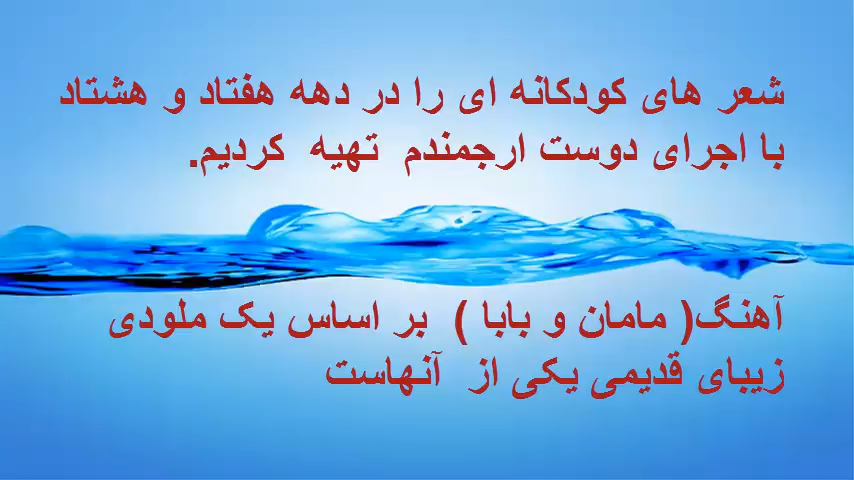 شعر های کودکانه ای را در دهه هفتاد و هشتاد
با اجرای دوست ارجمندم تهیه کردیم.
آهنگ( مامان و بابا ) بر اساس یک ملودی
زیبای قدیمی یکی از آنهاست